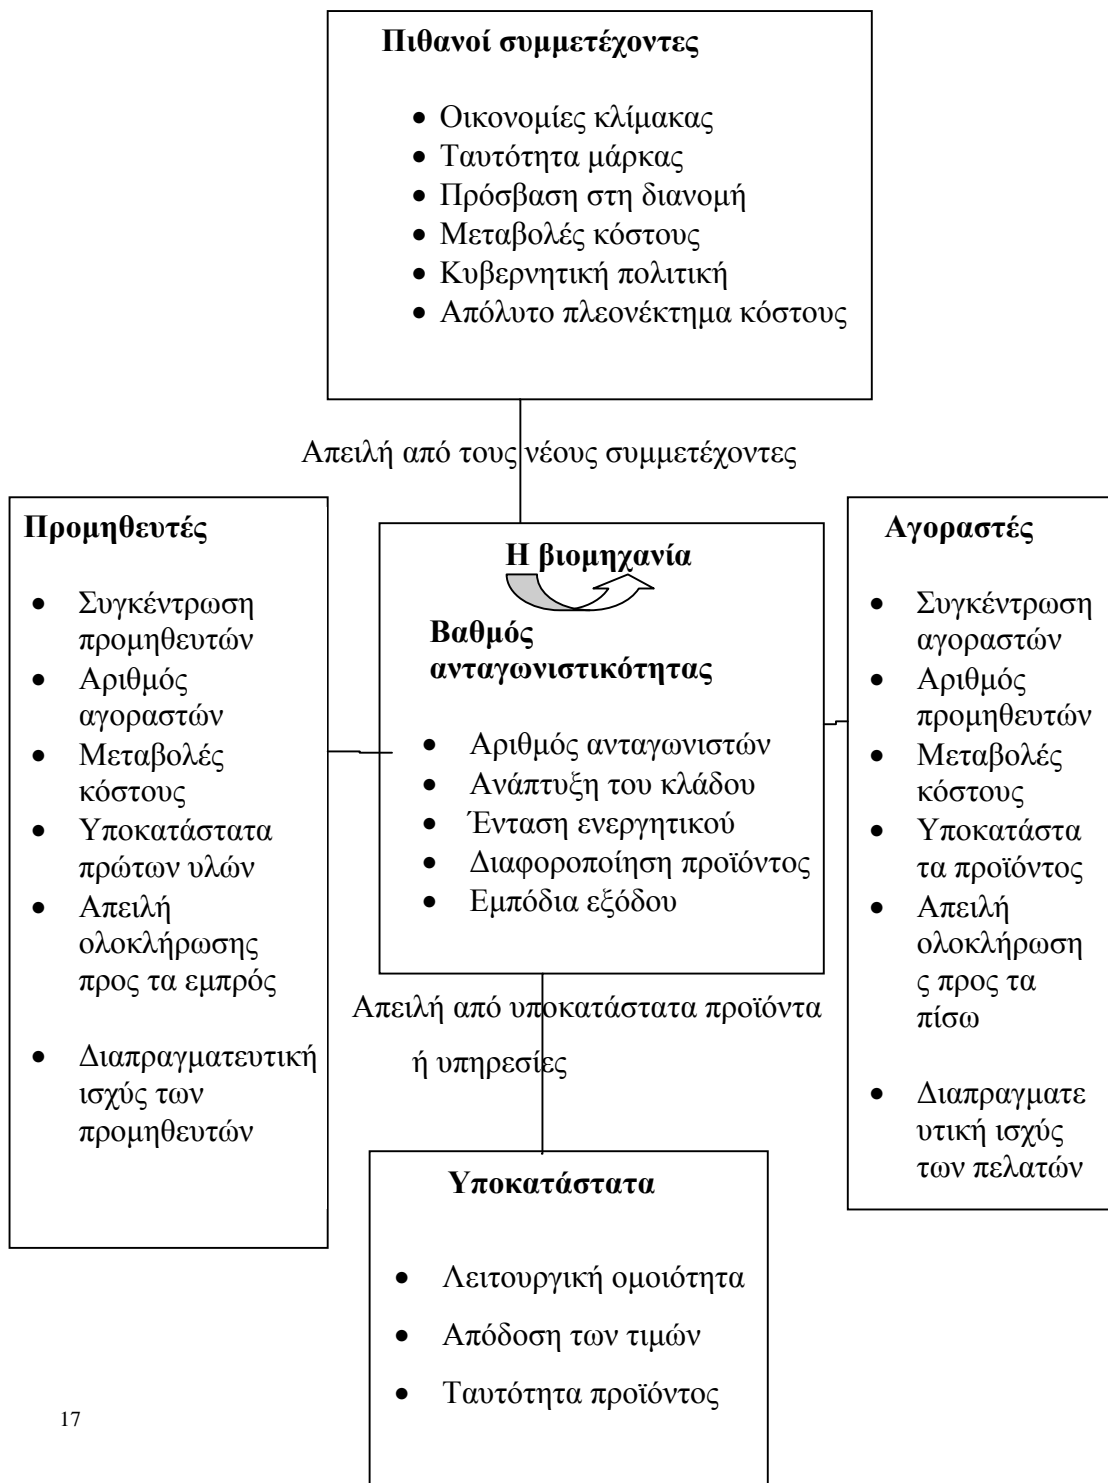 Πιθανοί συμμετέχοντες
• Οικονομίες κλίμακας
• Ταυτότητα μάρκας
• Πρόσβαση στη διανομή
• Μεταβολές κόστους
• Κυβερνητική πολιτική
• Απόλυτο πλεονέκτημα κόστους
Απειλή από τους νέους συμμετέχοντες
Προμηθευτές
• Συγκέντρωση
προμηθευτών
• Αριθμός
αγοραστών
• Μεταβολές
κόστους
• Υποκατάστατα
πρώτων υλών
• Απειλή
ολοκλήρωσης
προς τα εμπρός
• Διαπραγματευτική
ισχύς των
προμηθευτών
Η βιομηχανία
Βαθμός
ανταγωνιστικότητας
• Αριθμός ανταγωνιστών
• Ανάπτυξη του κλάδου
• Ένταση ενεργητικού
• Διαφοροποίηση προϊόντος
• Εμπόδια εξόδου
Αγοραστές
• Συγκέντρωση
αγοραστών
• Αριθμός
προμηθευτών
• Μεταβολές
κόστους
• Υποκατάστα
τα προϊόντος
• Απειλή
ολοκλήρωση
ς προς τα
πίσω
• Διαπραγματε
υτική ισχύς
των πελατών
Απειλή από υποκατάστατα προϊόντα
ή υπηρεσίες
Υποκατάστατα
• Λειτουργική ομοιότητα
• Απόδοση των τιμών
• Ταυτότητα προϊόντος
17